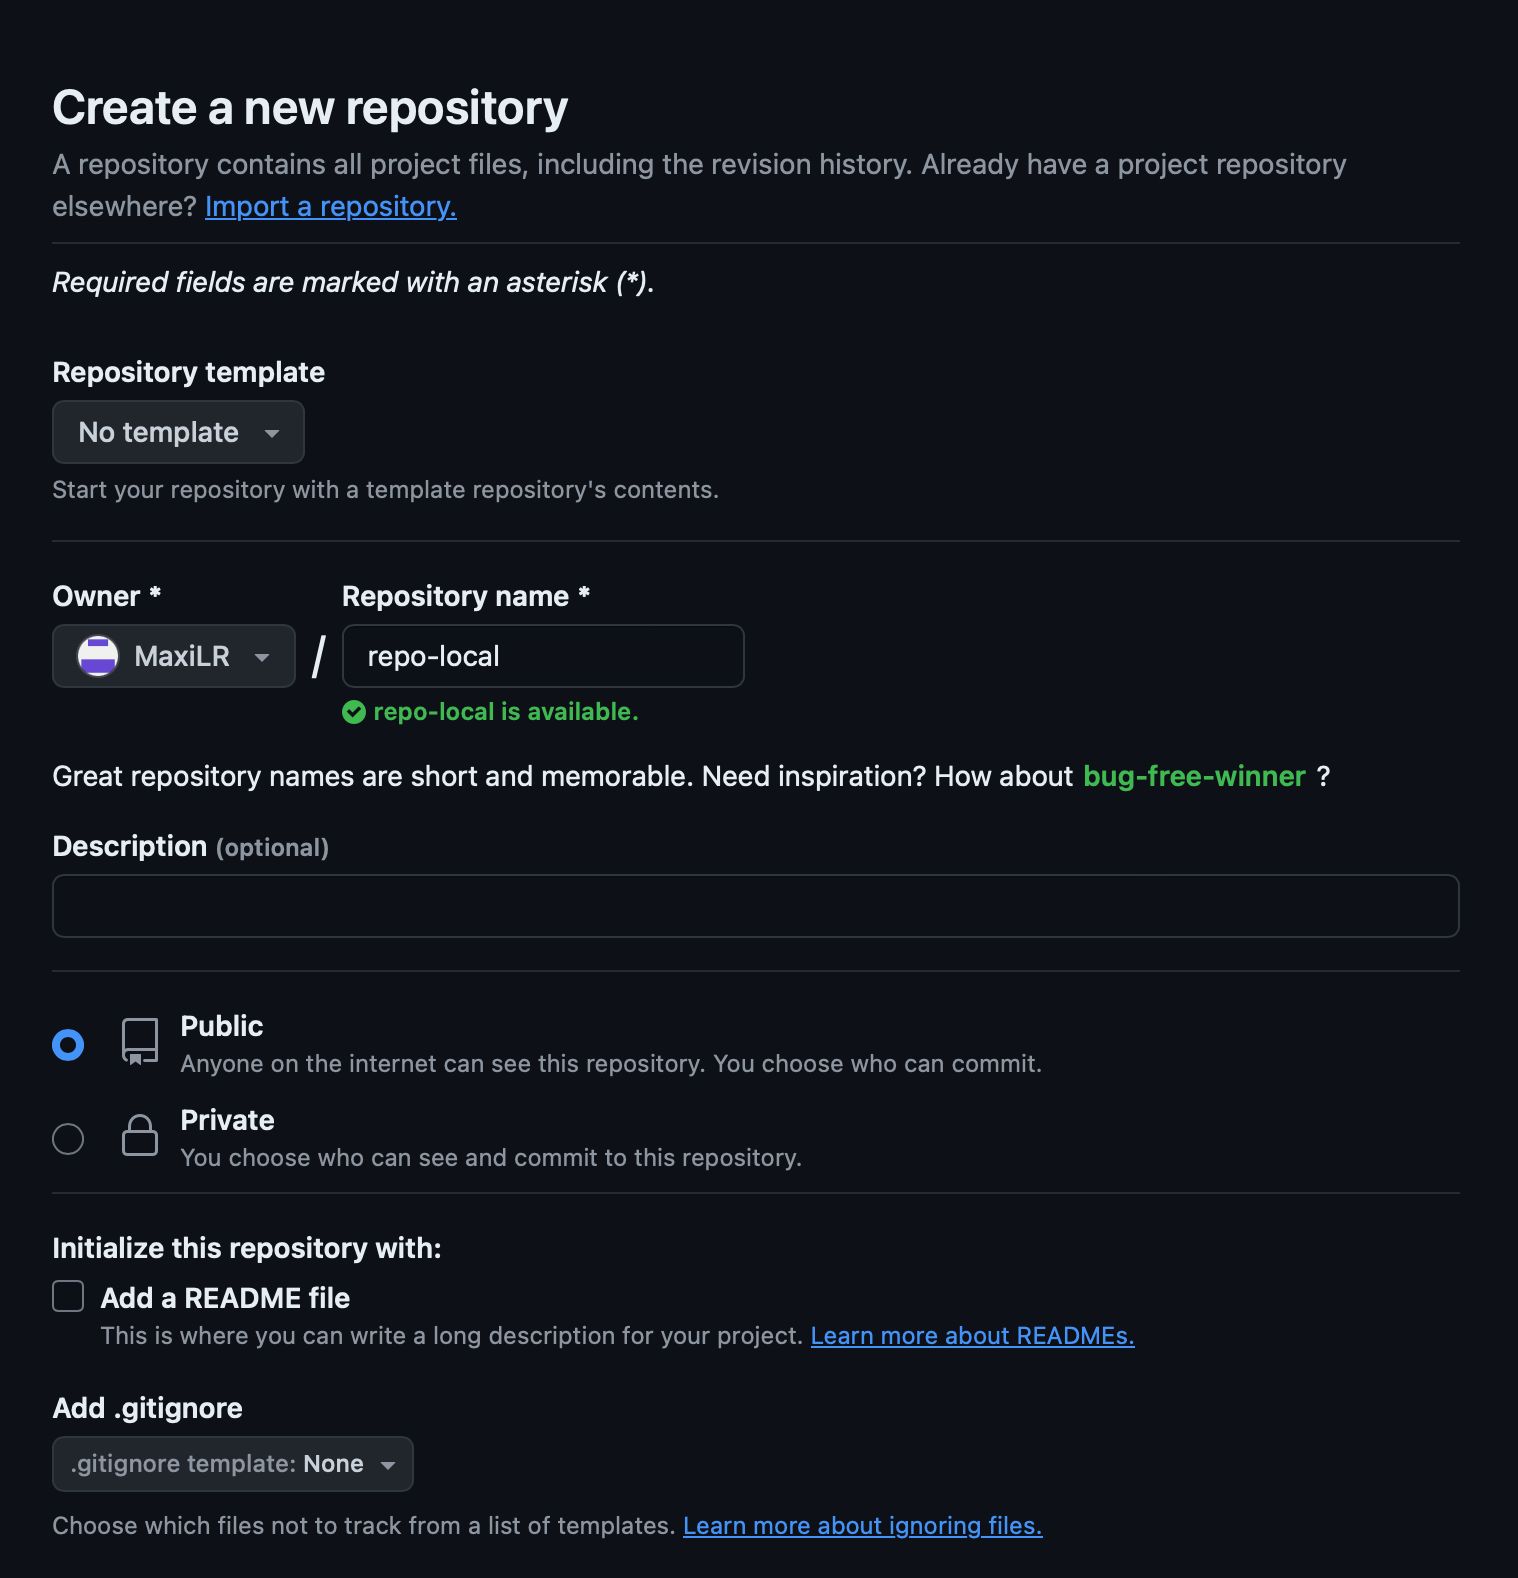 Create a new repository
A repository contains all project files, including the revision history. Already have a project repository
elsewhere? Import a repository.
Required fields are marked with an asterisk (*).
Repository template
No template
Start your repository with a template repository's contents.
Owner *
Repository name *
MaxiLR
/
repo-local
repo-local is available.
Great repository names are short and memorable. Need inspiration? How about bug-free-winner ?
Description (optional)
Public
Anyone on the internet can see this repository. You choose who can commit.
Private
You choose who can see and commit to this repository.
Initialize this repository with:
Add a README file
This is where you can write a long description for your project. Learn more about READMEs.
Add .gitignore
.gitignore template: None
Choose which files not to track from a list of templates. Learn more about ignoring files.